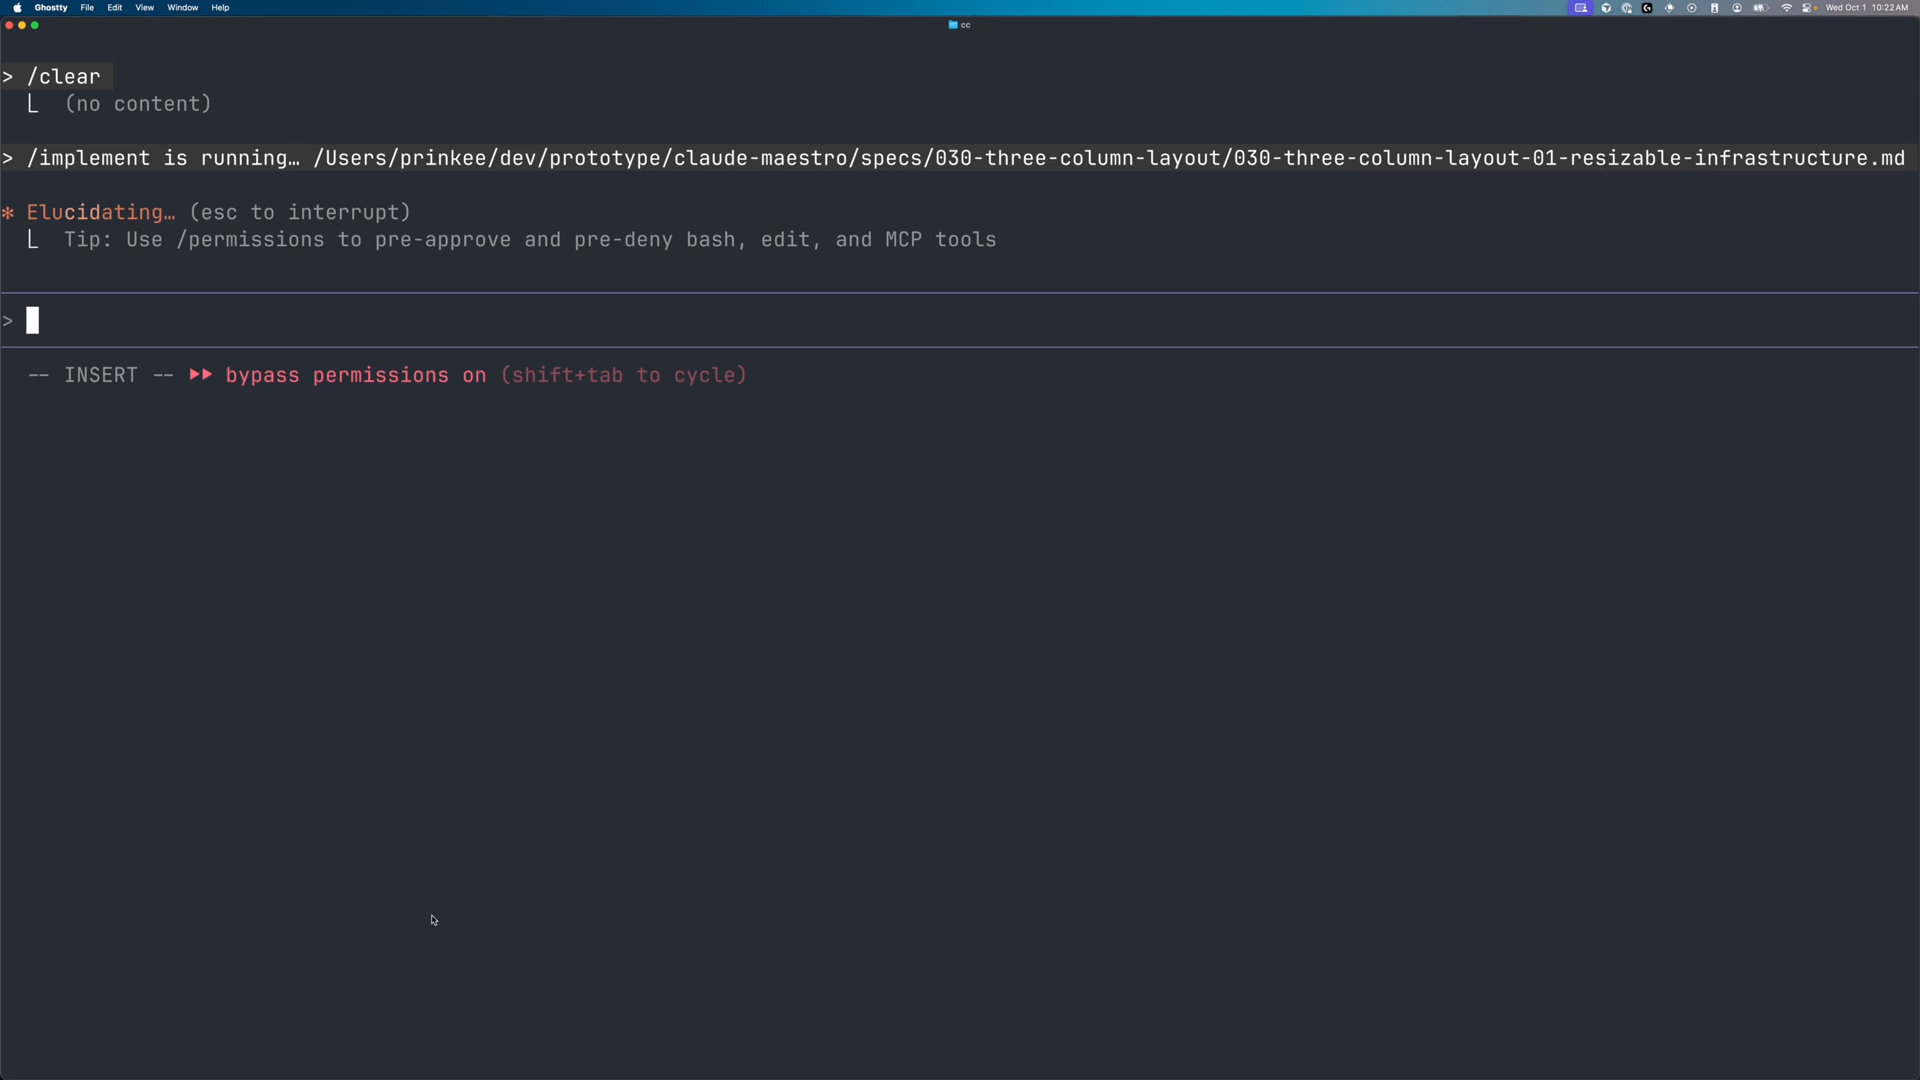 Ghostty File Edit View Window Help Wed Oct 1 10:22 AM
cc
> /clear
⎿ (no content)
> /implement is running… /Users/prinkee/dev/prototype/claude-maestro/specs/030-three-column-layout/030-three-column-layout-01-resizable-infrastructure.md
✻ Elucidating… (esc to interrupt)
⎿ Tip: Use /permissions to pre-approve and pre-deny bash, edit, and MCP tools
>
-- INSERT -- ⏵⏵ bypass permissions on (shift+tab to cycle)